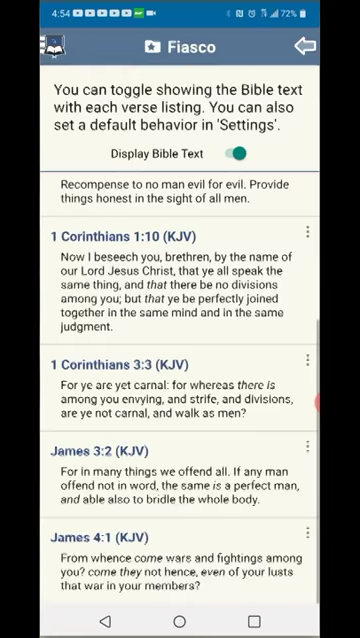 4:54
72%
Fiasco
You can toggle showing the Bible text
with each verse listing. You can also
set a default behavior in 'Settings'.
Display Bible Text
Recompense to no man evil for evil. Provide
things honest in the sight of all men.
1 Corinthians 1:10 (KJV)
Now I beseech you, brethren, by the name of
our Lord Jesus Christ, that ye all speak the
same thing, and that there be no divisions
among you; but that ye be perfectly joined
together in the same mind and in the same
judgment.
1 Corinthians 3:3 (KJV)
For ye are yet carnal: for whereas there is
among you envying, and strife, and divisions,
are ye not carnal, and walk as men?
James 3:2 (KJV)
For in many things we offend all. If any man
offend not in word, the same is a perfect man,
and able also to bridle the whole body.
James 4:1 (KJV)
From whence come wars and fightings among
you? come they not hence, even of your lusts
that war in your members?